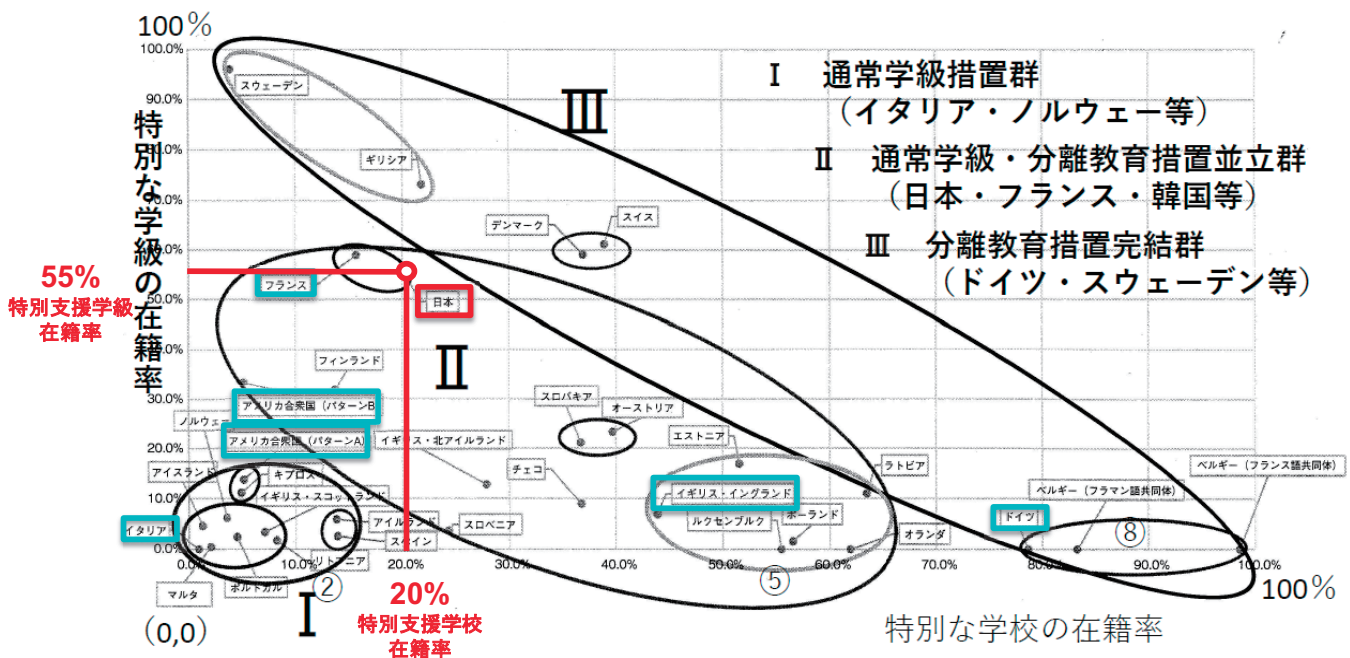 100%
100.0%
90.0%
80.0%
70.0%
60.0%
50.0%
40.0%
30.0%
20.0%
10.0%
0.0%
特別な学級の在籍率
55%
特別支援学級
在籍率
Ⅰ 通常学級措置群
(イタリア・ノルウェー等)
Ⅱ 通常学級・分離教育措置並立群
(日本・フランス・韓国等)
Ⅲ 分離教育措置完結群
(ドイツ・スウェーデン等)
Ⅲ
スウェーデン
ギリシア
デンマーク
スイス
フランス
日本
Ⅱ
フィンランド
アメリカ合衆国(パターンB
ノルウェー
アメリカ合衆国(パターンA)
イギリス・北アイルランド
スロバキア
オーストリア
エストニア
アイスランド
キプロス
チェコ
ラトビア
ベルギー(フランス語共同体)
イギリス・スコットランド
イギリス・イングランド
ベルギー(フラマン語共同体)
イタリア
アイルランド
スロベニア
ルクセンブルク
ポーランド
ドイツ
スペイン
オランダ
⑧
リトアニア
マルタ
ポルトガル
②
⑤
10.0%
20.0%
30.0%
40.0%
50.0%
60.0%
70.0%
80.0%
90.0%
100.0%
100%
(0,0)
Ⅰ
20%
特別支援学校
在籍率
特別な学校の在籍率